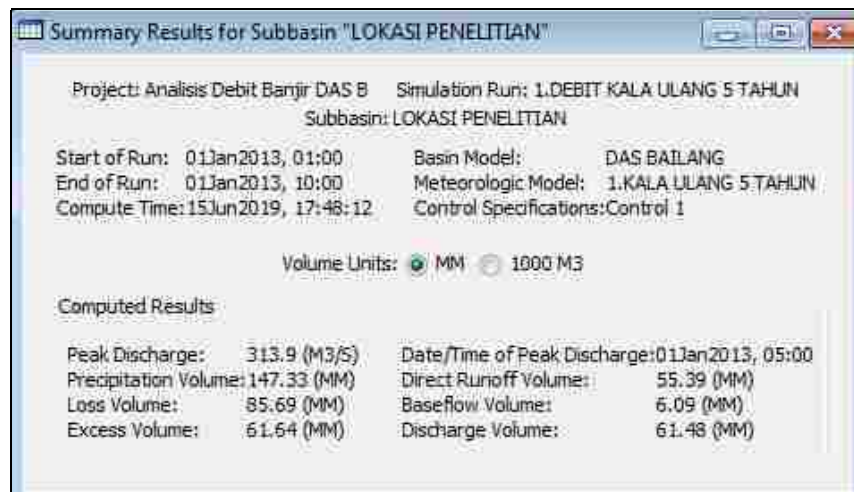 Summary Results for Subbasin "LOKASI PENELITIAN"
Project: Analisis Debit Banjir DAS B Simulation Run: 1.DEBIT KALA ULANG 5 TAHUN
Subbasin: LOKASI PENELITIAN
Start of Run: 01Jan2013, 01:00 Basin Model: DAS BAILANG
End of Run: 01Jan2013, 10:00 Meteorologic Model: 1.KALA ULANG 5 TAHUN
Compute Time: 15Jun2019, 17:48:12 Control Specifications: Control 1
Volume Units: MM 1000 M3
Computed Results
Peak Discharge: 313.9 (M3/S) Date/Time of Peak Discharge: 01Jan2013, 05:00
Precipitation Volume: 147.33 (MM) Direct Runoff Volume: 55.39 (MM)
Loss Volume: 85.69 (MM) Baseflow Volume: 6.09 (MM)
Excess Volume: 61.64 (MM) Discharge Volume: 61.48 (MM)